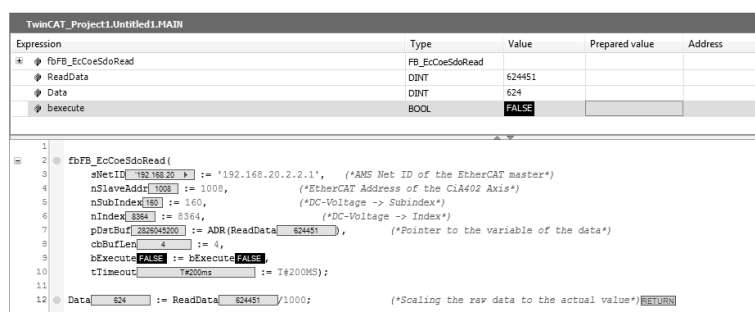 TwinCAT_Project1.Untitled1.MAIN
Expression Type Value Prepared value Address
fbFB_EcCoeSdoRead FB_EcCoeSdoRead
ReadData DINT 624451
Data DINT 624
bexecute BOOL FALSE
1
2 fbFB_EcCoeSdoRead(
3 sNetID '192.168.20 := '192.168.20.2.2.1', (*AMS Net ID of the EtherCAT master*)
4 nSlaveAddr 1008 := 1008, (*EtherCAT Address of the CiA402 Axis*)
5 nSubIndex 160 := 160, (*DC-Voltage -> Subindex*)
6 nIndex 8364 := 8364, (*DC-Voltage -> Index*)
7 pDstBuf 2826045200 := ADR(ReadData 624451 ), (*Pointer to the variable of the data*)
8 cbBufLen 4 := 4,
9 bExecute FALSE := bExecute FALSE,
10 tTimeout T#200ms := T#200MS);
11
12 Data 624 := ReadData 624451 /1000; (*Scaling the raw data to the actual value*) RETURN